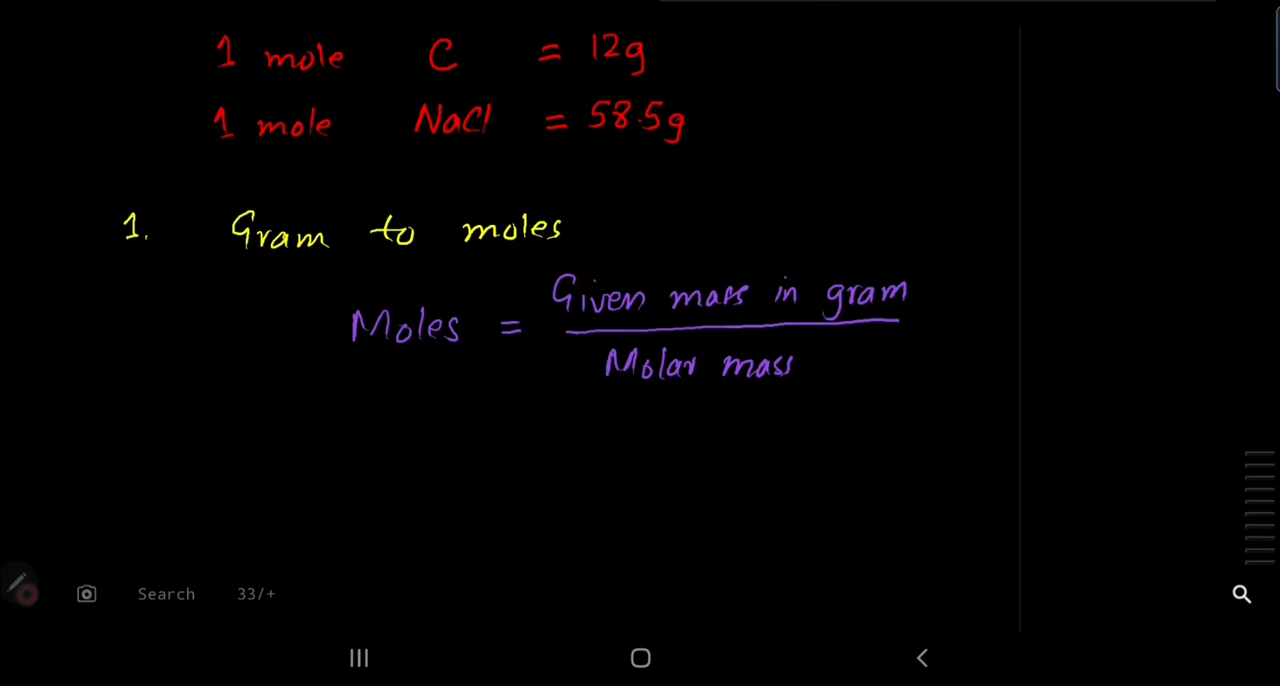 1 mole C = 12g
1 mole NaCl = 58.5g
1. Gram to moles
Moles = Given mass in gram
Molar mass
Search 33/+